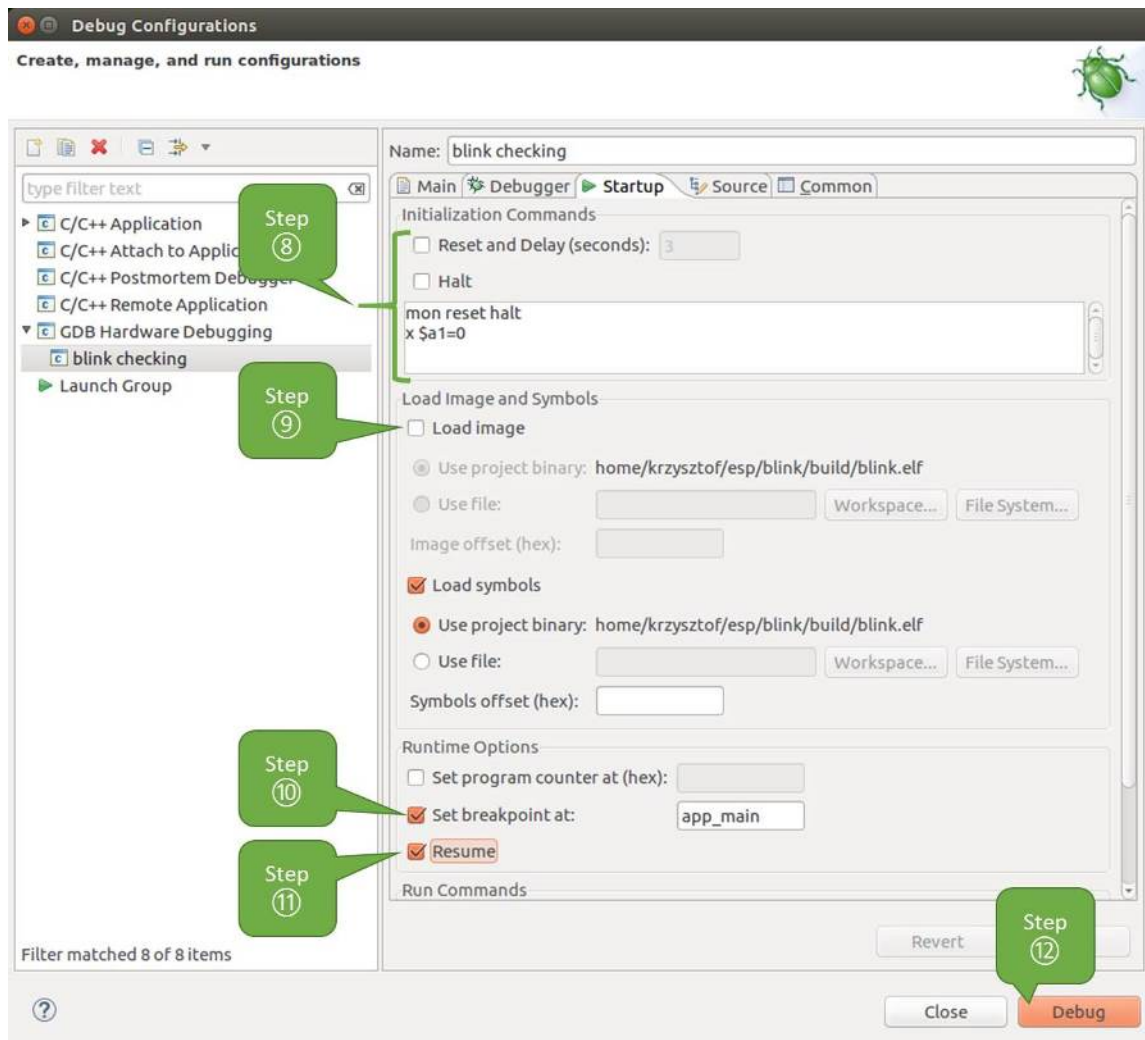 Debug Configurations
Create, manage, and run configurations
type filter text
C/C++ Application
C/C++ Attach to Applic
C/C++ Postmortem Debugger
C/C++ Remote Application
GDB Hardware Debugging
blink checking
Launch Group
Filter matched 8 of 8 items
Name: blink checking
Main Debugger Startup Source Common
Initialization Commands
Step
⑧
Reset and Delay (seconds): 3
Halt
mon reset halt
x $a1=0
Load Image and Symbols
Step
⑨
Load image
Use project binary: home/krzysztof/esp/blink/build/blink.elf
Use file: Workspace... File System...
Image offset (hex):
Load symbols
Use project binary: home/krzysztof/esp/blink/build/blink.elf
Use file: Workspace... File System...
Symbols offset (hex):
Runtime Options
Set program counter at (hex):
Step
⑩
Set breakpoint at: app_main
Step
⑪
Resume
Run Commands
Revert
Step
⑫
Close Debug